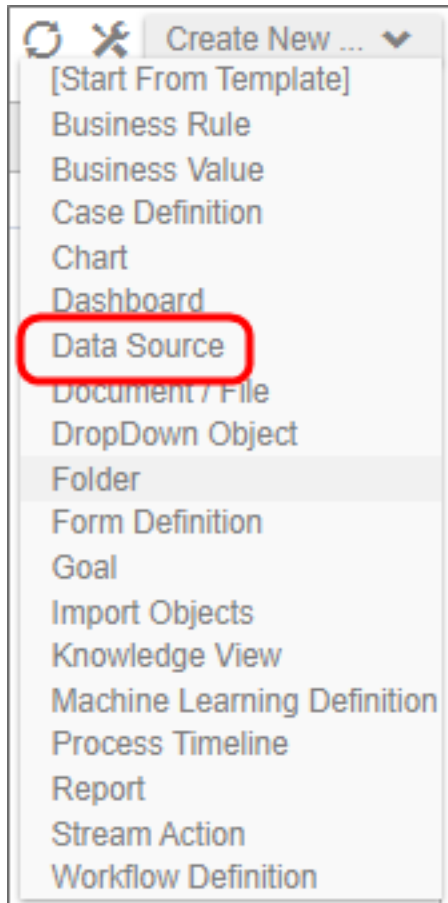 Create New ...
[Start From Template]
Business Rule
Business Value
Case Definition
Chart
Dashboard
Data Source
Document / File
DropDown Object
Folder
Form Definition
Goal
Import Objects
Knowledge View
Machine Learning Definition
Process Timeline
Report
Stream Action
Workflow Definition